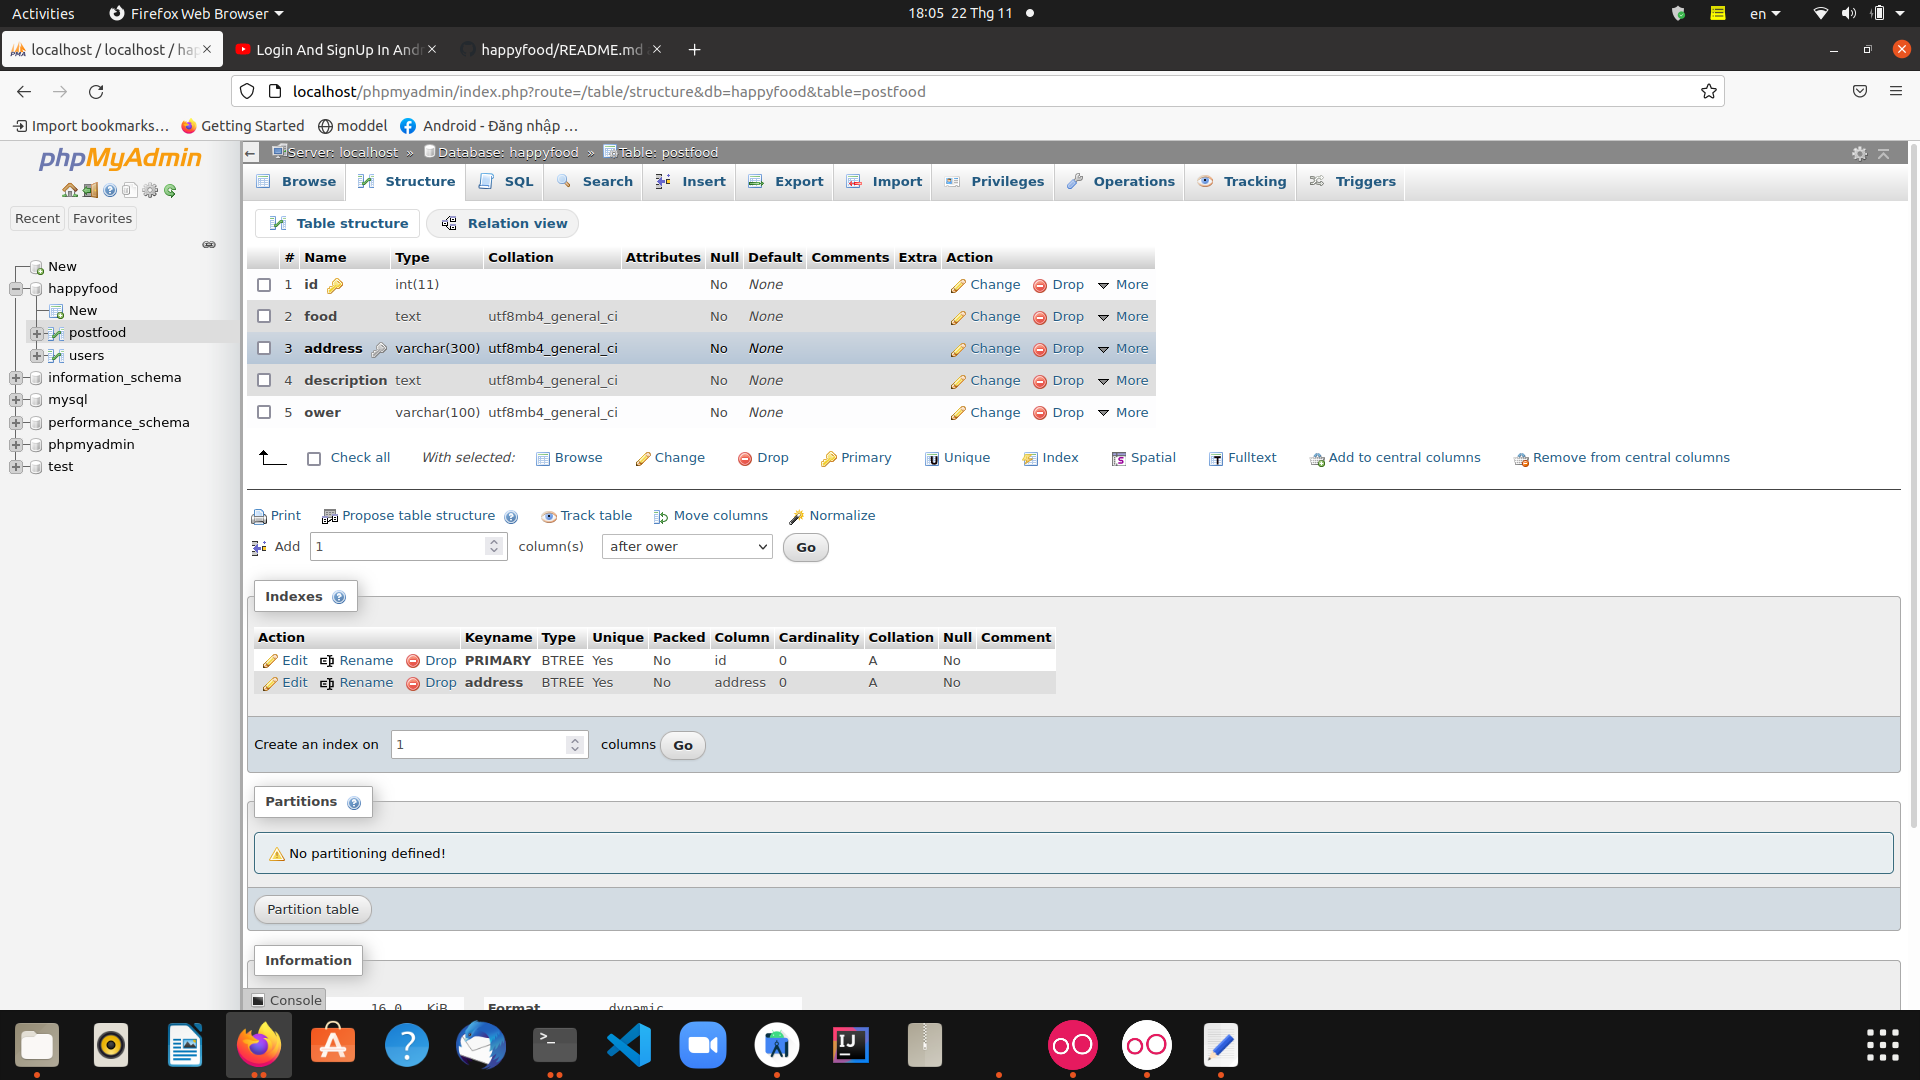 Activities Firefox Web Browser 18:05 22 Thg 11 en
localhost / localhost / hap Login And SignUp In Andr happyfood/README.md
localhost/phpmyadmin/index.php?route=/table/structure&db=happyfood&table=postfood
Import bookmarks... Getting Started moddel Android - Đăng nhập ...
phpMyAdmin
Recent Favorites
New
happyfood
New
postfood
users
information_schema
mysql
performance_schema
phpmyadmin
test
Server: localhost » Database: happyfood » Table: postfood
Browse Structure SQL Search Insert Export Import Privileges Operations Tracking Triggers
Table structure Relation view
# Name Type Collation Attributes Null Default Comments Extra Action
1 id int(11) No None Change Drop More
2 food text utf8mb4_general_ci No None Change Drop More
3 address varchar(300) utf8mb4_general_ci No None Change Drop More
4 description text utf8mb4_general_ci No None Change Drop More
5 ower varchar(100) utf8mb4_general_ci No None Change Drop More
Check all With selected: Browse Change Drop Primary Unique Index Spatial Fulltext Add to central columns Remove from central columns
Print Propose table structure Track table Move columns Normalize
Add 1 column(s) after ower Go
Indexes
Action Keyname Type Unique Packed Column Cardinality Collation Null Comment
Edit Rename Drop PRIMARY BTREE Yes No id 0 A No
Edit Rename Drop address BTREE Yes No address 0 A No
Create an index on 1 columns Go
Partitions
No partitioning defined!
Partition table
Information
Console 16.0 KiB Format dynamic